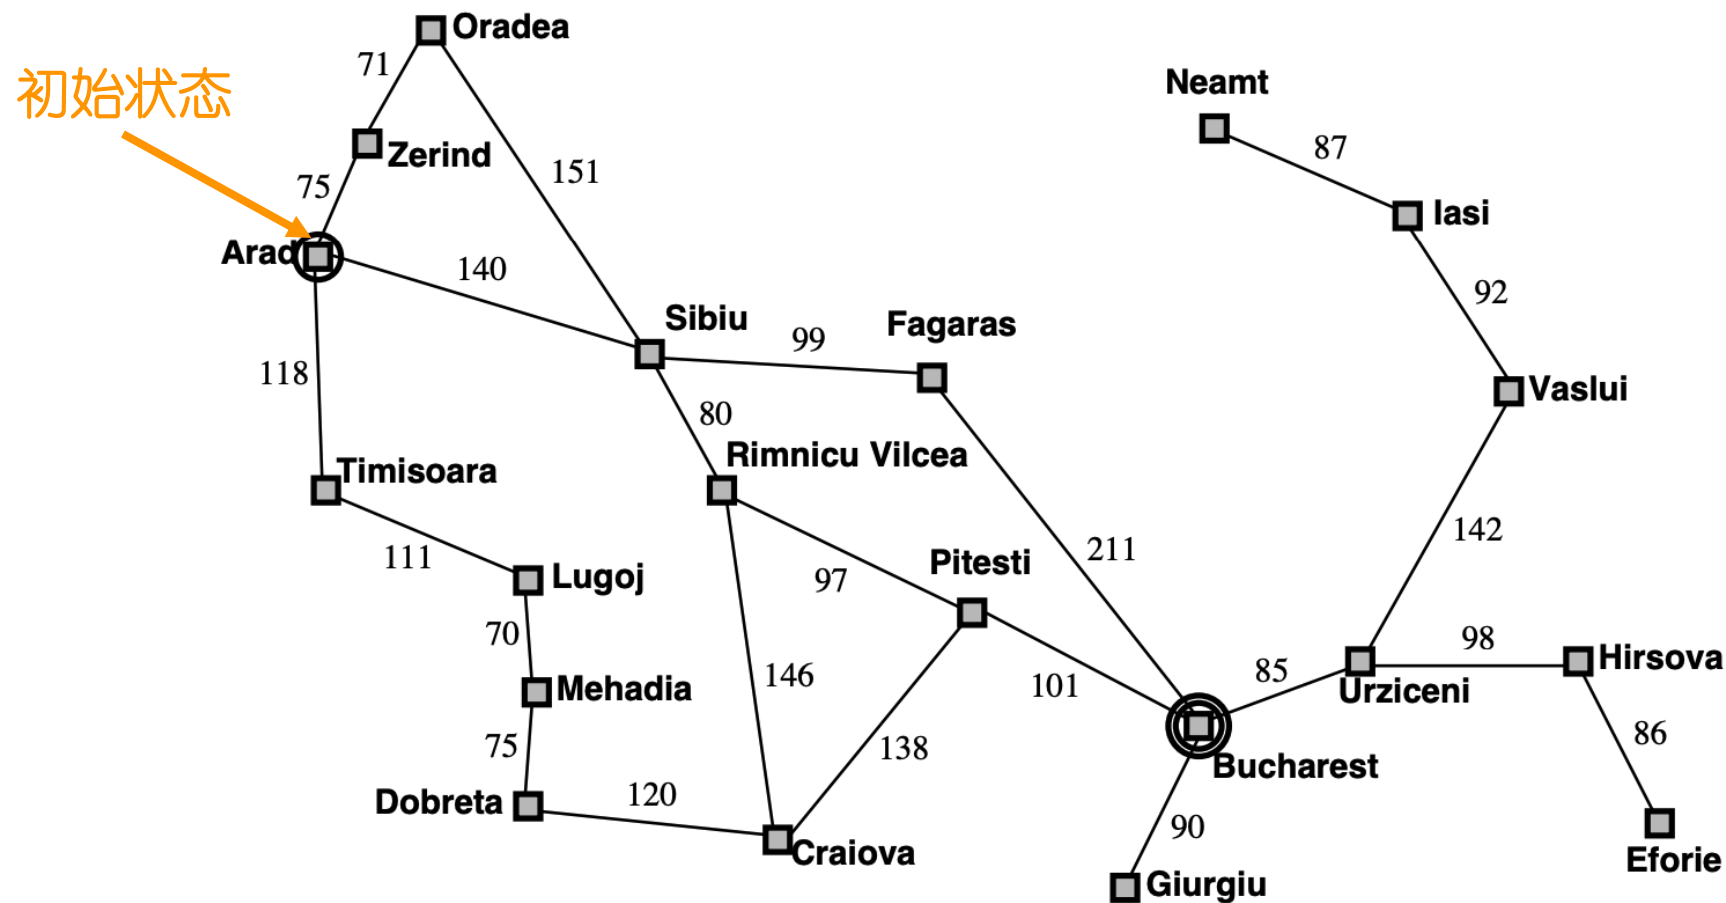 Oradea
71
初始状态
Neamt
87
Zerind
151
75
Iasi
Arad
140
92
Sibiu
99
Fagaras
118
80
Vaslui
Rimnicu Vilcea
Timisoara
142
111
97
Pitesti
211
Lugoj
70
98
146
101
85
Hirsova
Mehadia
Urziceni
75
138
86
Bucharest
Dobreta
120
90
Craiova
Eforie
Giurgiu